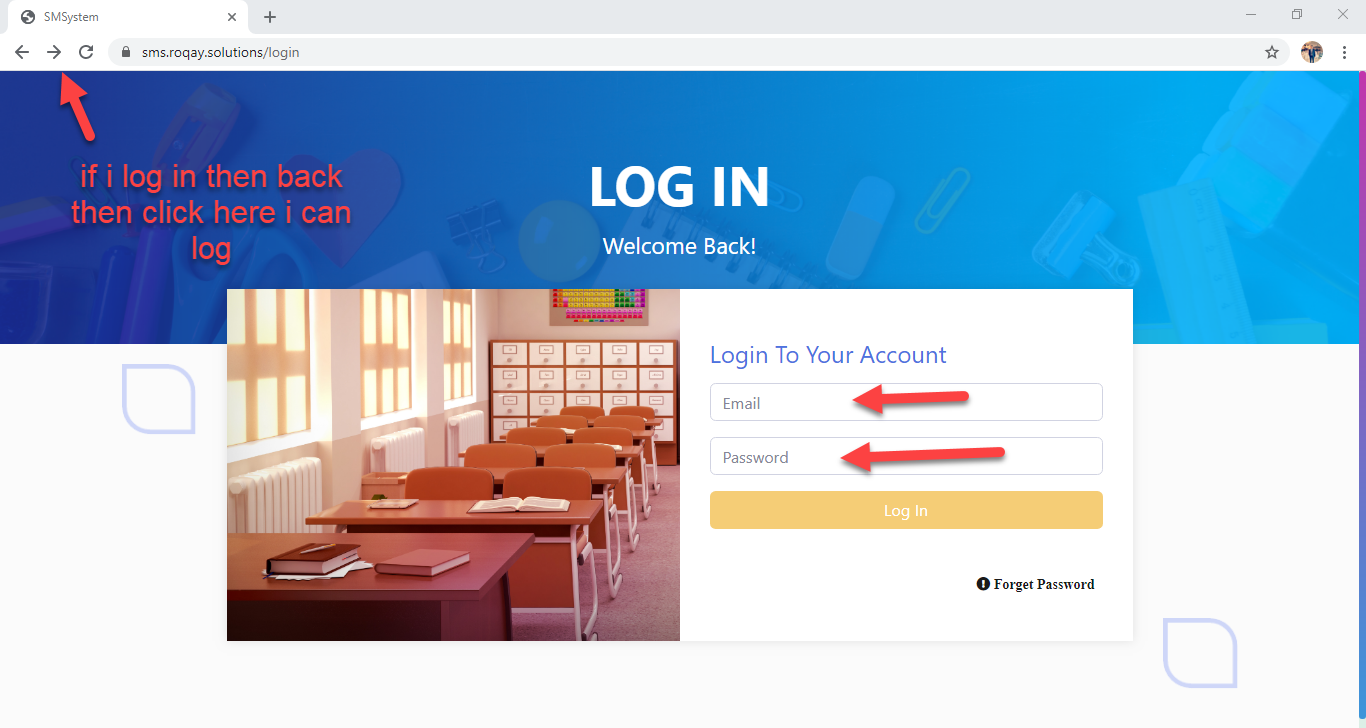 SMSystem
sms.roqay.solutions/login
if i log in then back
then click here i can
log
LOG IN
Welcome Back!
Login To Your Account
Email
Password
Log In
Forget Password